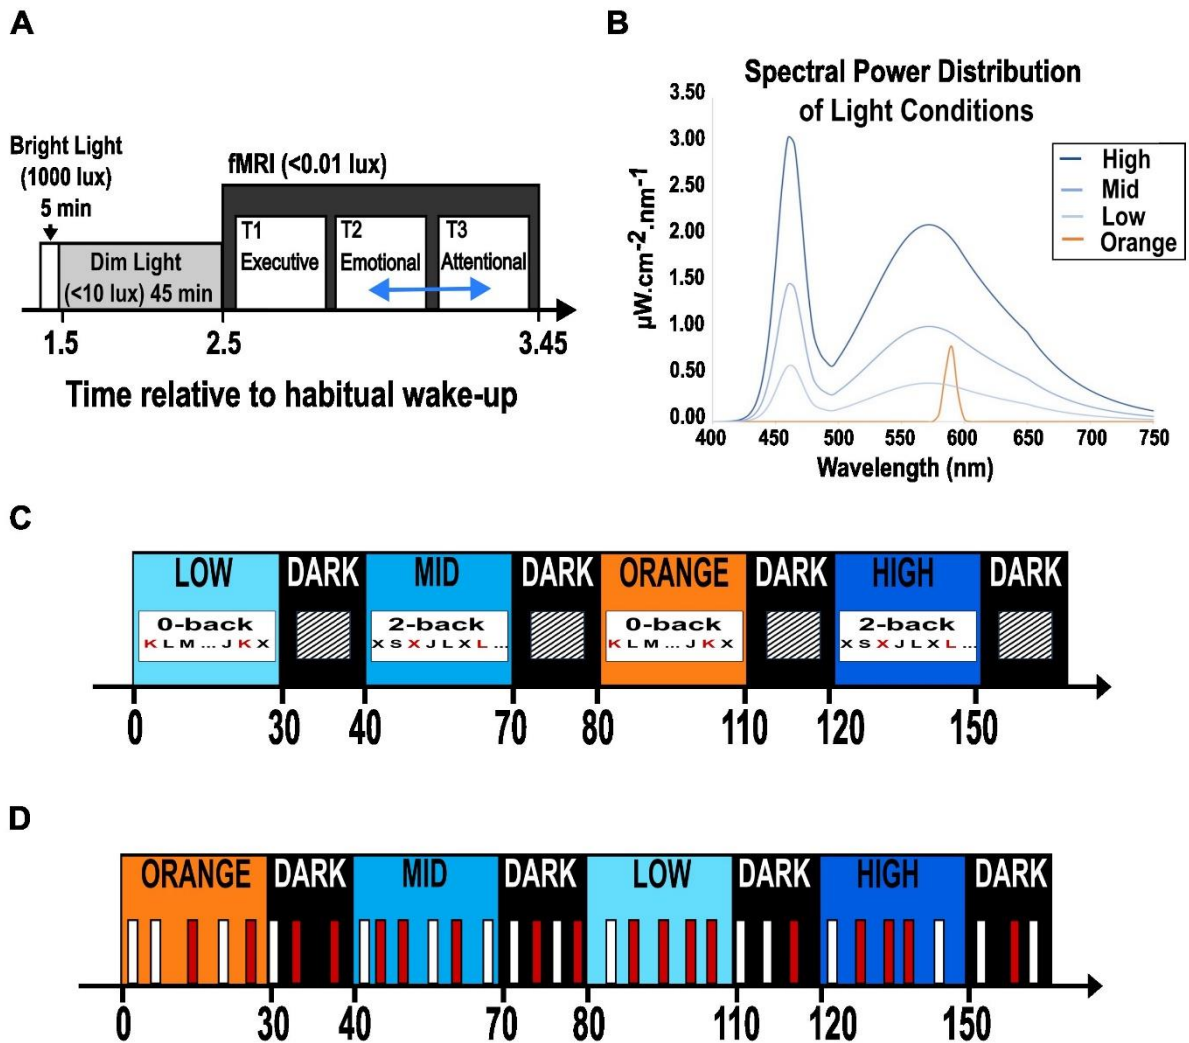 A
Bright Light
(1000 lux)
5 min
Dim Light
(<10 lux) 45 min
fMRI (<0.01 lux)
T1
Executive
T2
Emotional
T3
Attentional
1.5
2.5
3.45
Time relative to habitual wake-up
B
Spectral Power Distribution
of Light Conditions
µW.cm-2.nm-1
3.50
3.00
2.50
2.00
1.50
1.00
0.50
0.00
400 450 500 550 600 650 700 750
Wavelength (nm)
High
Mid
Low
Orange
C
LOW DARK MID DARK ORANGE DARK HIGH DARK
0-back
K L M ... J K X
2-back
X S X J L X L ...
0-back
K L M ... J K X
2-back
X S X J L X L ...
0 30 40 70 80 110 120 150
D
ORANGE DARK MID DARK LOW DARK HIGH DARK
0 30 40 70 80 110 120 150